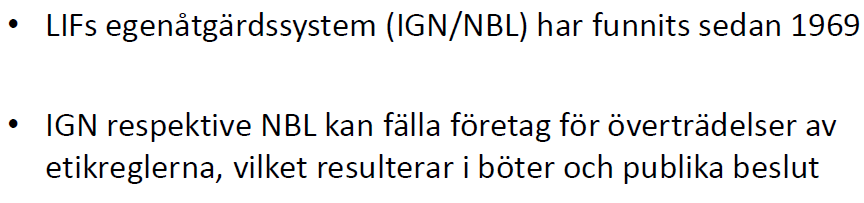 • LIFs egenåtgärdssystem (IGN/NBL) har funnits sedan 1969
• IGN respektive NBL kan fälla företag för överträdelser av
etikreglerna, vilket resulterar i böter och publika beslut